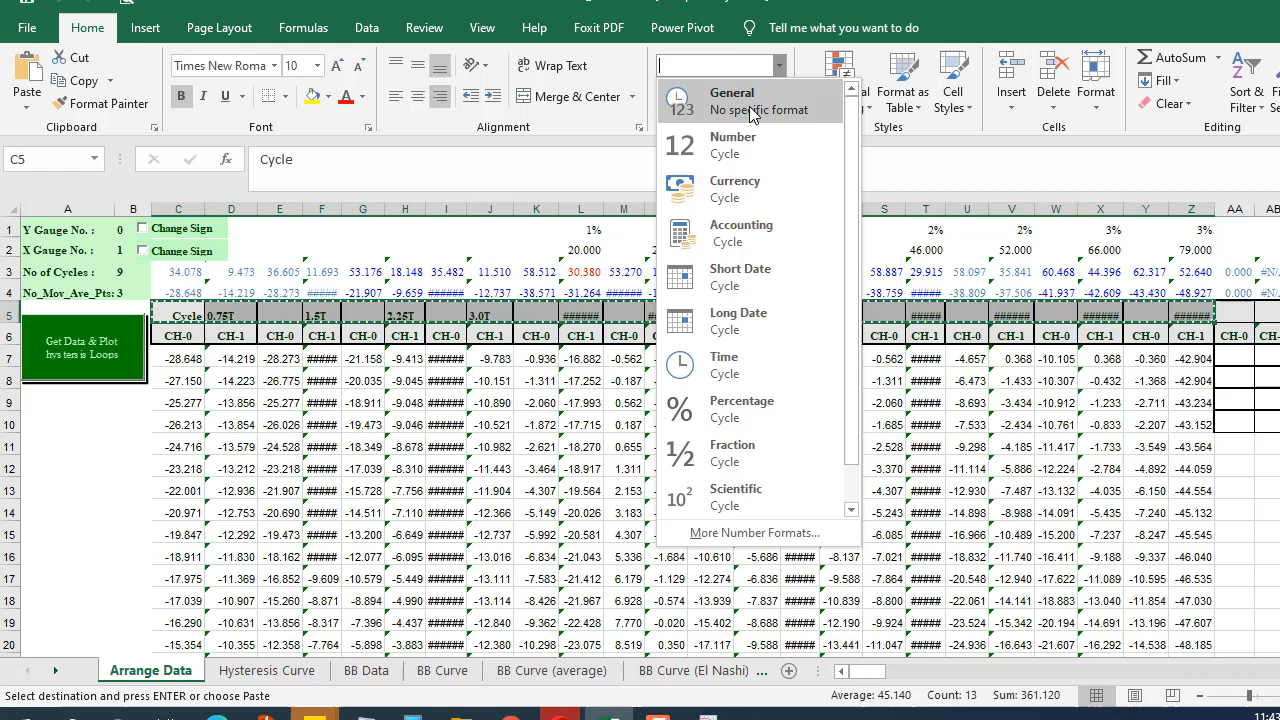 File Home Insert Page Layout Formulas Data Review View Help Foxit PDF Power Pivot Tell me what you want to do
Cut
Copy
Format Painter
Paste
Clipboard
Times New Roma 10
Font
Wrap Text
Merge & Center
Alignment
Format as Table
Cell Styles
Styles
Insert Delete Format
Cells
AutoSum
Fill
Clear
Sort & Filter
Editing
General
No specific format
Number
Cycle
Currency
Cycle
Accounting
Cycle
Short Date
Cycle
Long Date
Cycle
Time
Cycle
Percentage
Cycle
Fraction
Cycle
Scientific
Cycle
More Number Formats...
C5 fx Cycle
A B C D E F G H I J K L M S T U V W X Y Z AA AB
1 Y Gauge No. : 0 Change Sign 1% 2% 2% 3% 3%
2 X Gauge No. : 1 Change Sign 20.000 46.000 52.000 66.000 79.000
3 No of Cycles : 9 34.078 9.473 36.605 11.693 53.176 18.148 35.482 11.510 58.512 30.380 53.270 58.887 29.913 58.097 35.841 60.468 44.396 62.317 52.640 0.000
4 No_Mov_Ave_Pts: 3 -28.648 -14.219 -28.273 ##### -21.907 -9.659 ###### -12.737 -38.571 -31.264 ###### -38.759 ##### -38.809 -37.506 -41.937 -42.609 -43.430 -48.927 0.000
5 Cycle 0.75T 1.5T 2.25T 3.0T ###### ##### ###### ###### ######
Get Data & Plot
hysteresis Loops
6 CH-0 CH-1 CH-0 CH-1 CH-0 CH-1 CH-0 CH-1 CH-0 CH-1 CH-0 CH-0 CH-1 CH-0 CH-1 CH-0 CH-1 CH-0 CH-1 CH-0
7 -28.648 -14.219 -28.273 ##### -21.158 -9.413 ###### -9.783 -0.936 -16.882 -0.562 -0.562 ##### -4.657 0.368 -10.105 0.368 -0.360 -42.904
8 -27.150 -14.223 -26.775 ##### -20.035 -9.045 ###### -10.151 -1.311 -17.252 -0.187 -1.311 ##### -6.473 -1.433 -10.307 -0.432 -1.368 -42.904
9 -25.277 -13.856 -25.277 ##### -18.911 -9.048 ###### -10.890 -2.060 -17.993 0.562 -2.060 ##### -7.533 -3.434 -10.912 -1.233 -2.711 -43.234
10 -26.213 -13.854 -26.026 ##### -19.473 -9.046 ###### -10.521 -1.872 -17.715 0.187 -1.685 ##### -8.693 -2.434 -10.761 -0.833 -2.207 -43.152
11 -24.716 -13.579 -24.528 ##### -18.349 -8.678 ###### -10.982 -2.621 -18.270 0.655 -2.528 ##### -9.298 -4.185 -11.417 -1.733 -3.549 -43.564
12 -23.218 -13.212 -23.218 ##### -17.039 -8.310 ###### -11.443 -3.464 -18.917 1.311 -3.370 ##### -11.114 -5.686 -12.224 -2.784 -4.892 -44.059
13 -22.001 -12.936 -21.907 ##### -15.728 -7.756 ###### -11.904 -4.307 -19.564 2.153 -4.307 ##### -12.930 -7.487 -13.132 -4.035 -6.150 -44.554
14 -20.971 -12.753 -20.690 ##### -14.511 -7.110 ###### -12.366 -5.149 -20.026 3.183 -5.243 ##### -14.898 -8.988 -14.091 -5.435 -7.247 -45.049
15 -19.847 -12.292 -19.473 ##### -13.200 -6.649 ###### -12.737 -5.992 -20.581 4.307 -6.085 ##### -16.966 -10.489 -15.200 -7.237 -8.247 -45.545
16 -18.911 -11.830 -18.162 ##### -12.077 -6.095 ###### -13.016 -6.834 -21.043 5.336 -1.684 -10.610 -5.686 ##### -8.137 -7.021 ##### -18.832 -11.740 -16.411 -9.188 -9.337 -46.040
17 -17.975 -11.369 -16.852 -9.609 -10.579 -5.449 ###### -13.111 -7.583 -21.412 6.179 -1.129 -12.274 -6.836 ##### -9.588 -7.864 ##### -20.548 -12.940 -17.622 -11.089 -10.595 -46.535
18 -17.039 -10.907 -15.260 -8.871 -8.894 -4.990 ###### -13.114 -8.426 -21.967 6.928 -0.574 -13.939 -7.837 ##### -10.839 -8.800 ##### -22.061 -14.141 -18.883 -13.040 -11.854 -47.030
19 -16.290 -10.631 -13.856 -8.317 -7.396 -4.437 ###### -12.840 -9.362 -22.428 7.770 -0.020 -15.402 -8.738 ##### -12.190 -9.924 ##### -23.524 -15.342 -20.194 -14.691 -13.196 -47.607
20 -15.354 -10.355 -12.358 -7.764 -5.898 -3.883 ###### -12.380 -10.298 -23.075 8.519 0.350 -17.117 -9.588 ##### -13.441 -11.047 ##### -24.936 -16.643 -21.507 -16.492 -14.538 -48.185
Arrange Data Hysteresis Curve BB Data BB Curve BB Curve (average) BB Curve (El Nashi) ...
Select destination and press ENTER or choose Paste Average: 45.140 Count: 13 Sum: 361.120